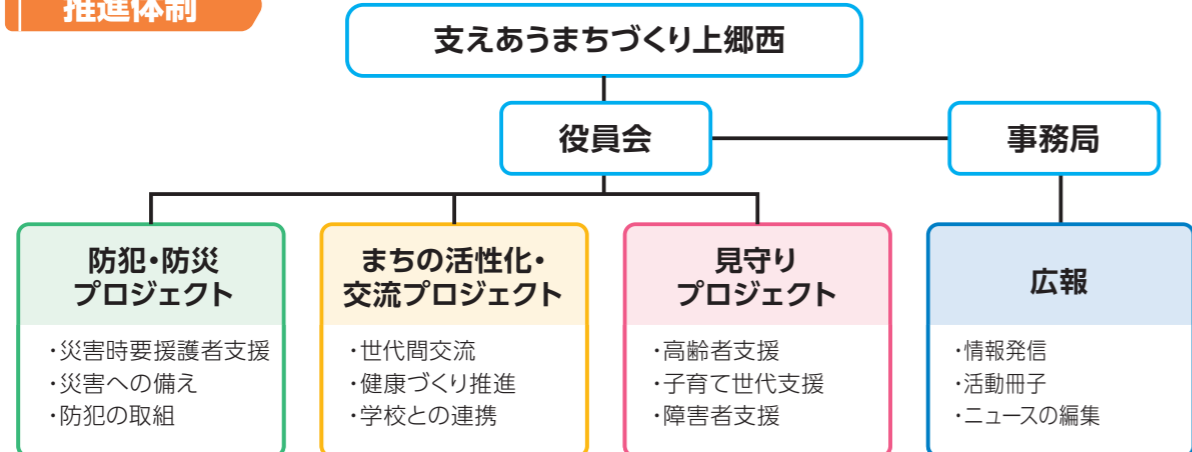 推進体制
支えあうまちづくり上郷西
役員会
事務局
防犯・防災
プロジェクト
・災害時要援護者支援
・災害への備え
・防犯の取組
まちの活性化・
交流プロジェクト
・世代間交流
・健康づくり推進
・学校との連携
見守り
プロジェクト
・高齢者支援
・子育て世代支援
・障害者支援
広報
・情報発信
・活動冊子
・ニュースの編集